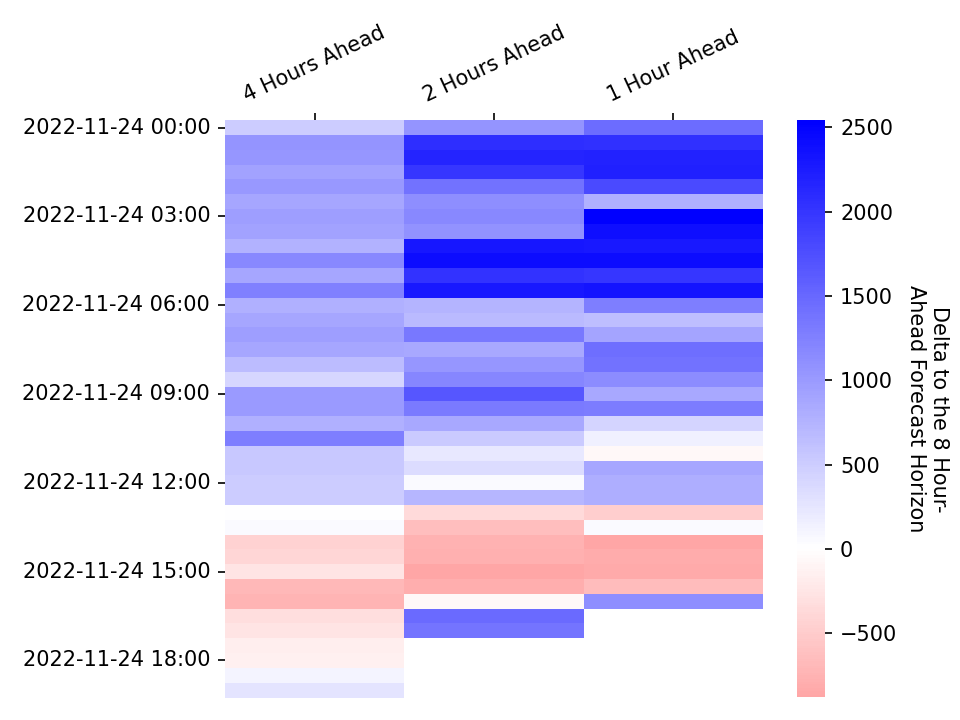 4 Hours Ahead
2 Hours Ahead
1 Hour Ahead
2022-11-24 00:00
2022-11-24 03:00
2022-11-24 06:00
2022-11-24 09:00
2022-11-24 12:00
2022-11-24 15:00
2022-11-24 18:00
2500
2000
1500
1000
500
0
−500
Delta to the 8 Hour-
Ahead Forecast Horizon